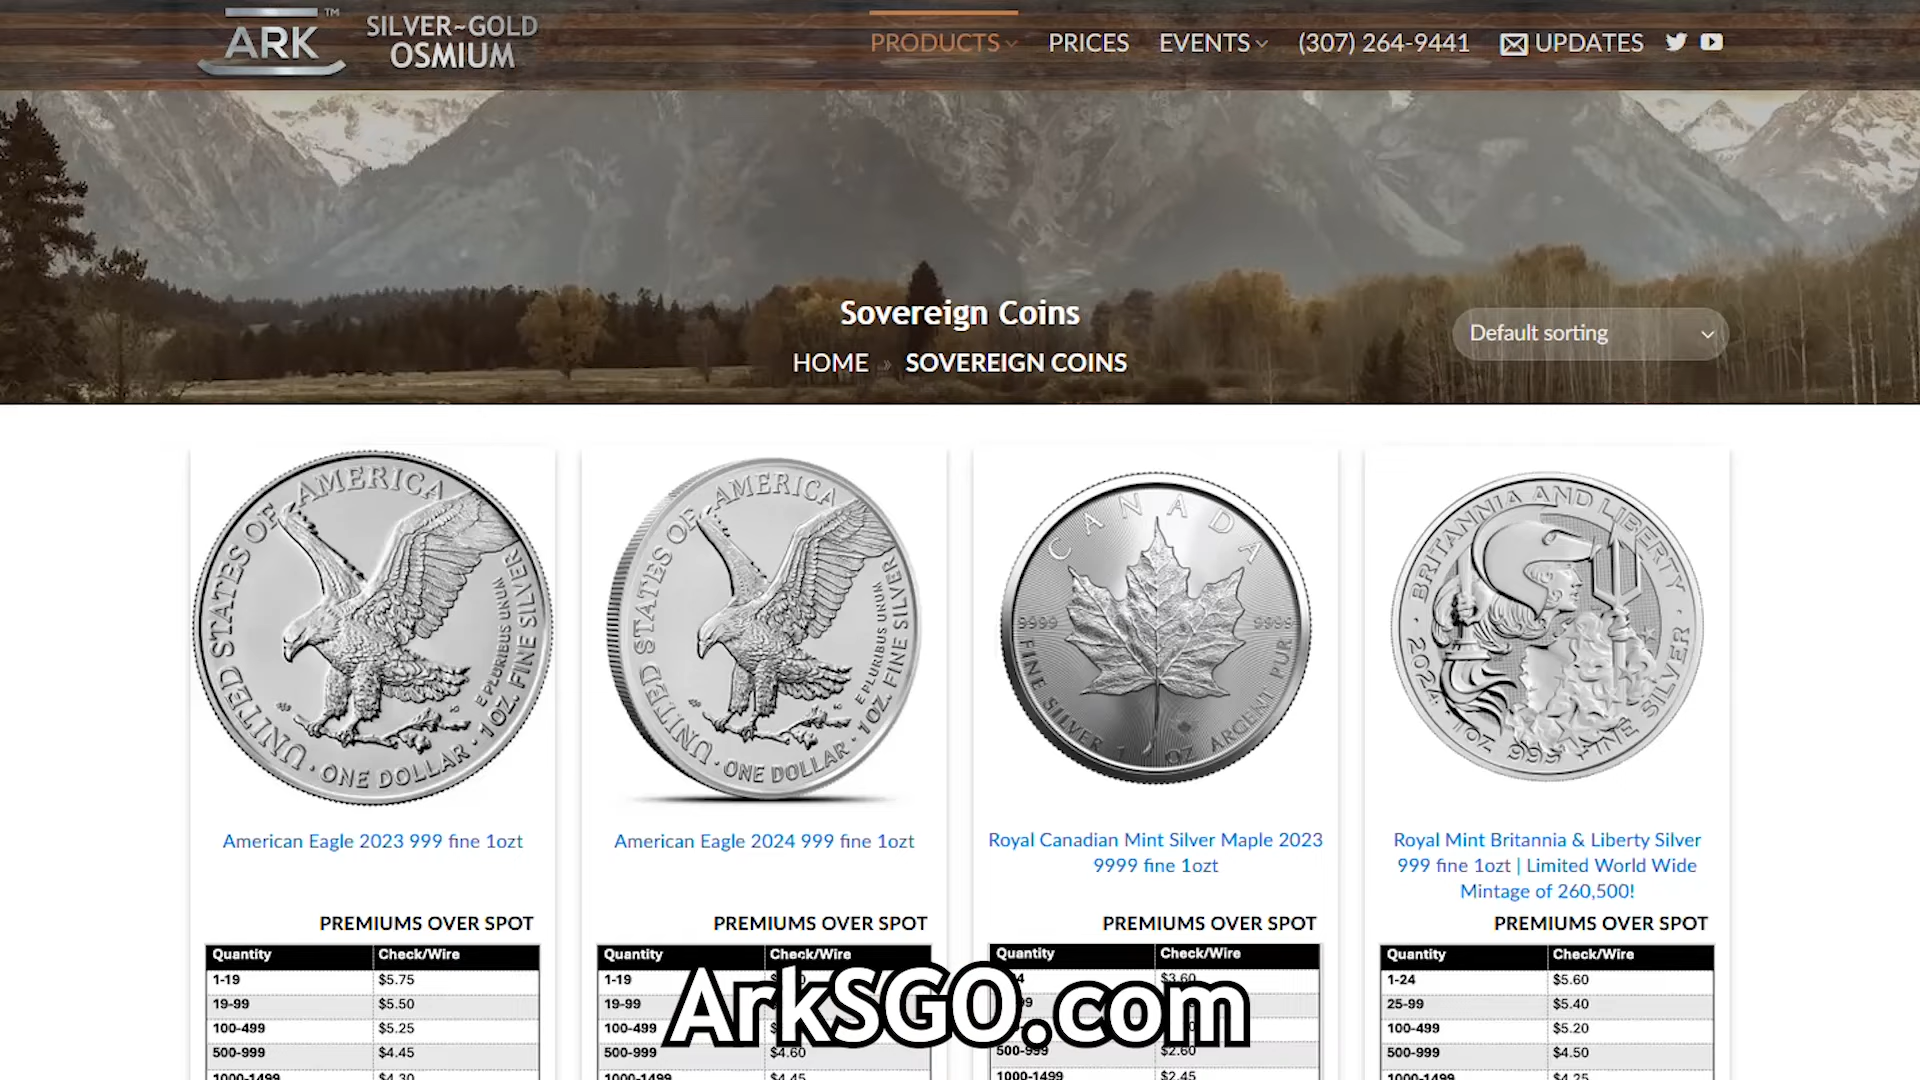 ARK™
SILVER~GOLD
OSMIUM
PRODUCTS
PRICES
EVENTS
(307) 264-9441
UPDATES
Sovereign Coins
HOME » SOVEREIGN COINS
Default sorting
UNITED STATES OF AMERICA · ONE DOLLAR · 1 OZ. FINE SILVER
E PLURIBUS UNUM
UNITED STATES OF AMERICA · ONE DOLLAR · 1 OZ. FINE SILVER
E PLURIBUS UNUM
CANADA
9999 9999
FINE SILVER 1 OZ ARGENT PUR
BRITANNIA AND LIBERTY · 2024 · 1OZ 999 FINE SILVER ·
American Eagle 2023 999 fine 1ozt
American Eagle 2024 999 fine 1ozt
Royal Canadian Mint Silver Maple 2023
9999 fine 1ozt
Royal Mint Britannia & Liberty Silver
999 fine 1ozt | Limited World Wide
Mintage of 260,500!
PREMIUMS OVER SPOT
Quantity Check/Wire
1-19 $5.75
19-99 $5.50
100-499 $5.25
500-999 $4.45
1000-1499 $4.30
PREMIUMS OVER SPOT
Quantity Check/Wire
1-19
19-99
100-499
500-999 $4.60
1000-1499 $4.45
PREMIUMS OVER SPOT
Quantity Check/Wire
$3.60
500-999 $2.60
1000-1499 $2.45
PREMIUMS OVER SPOT
Quantity Check/Wire
1-24 $5.60
25-99 $5.40
100-499 $5.20
500-999 $4.50
1000-1499 $4.25
ArkSGO.com